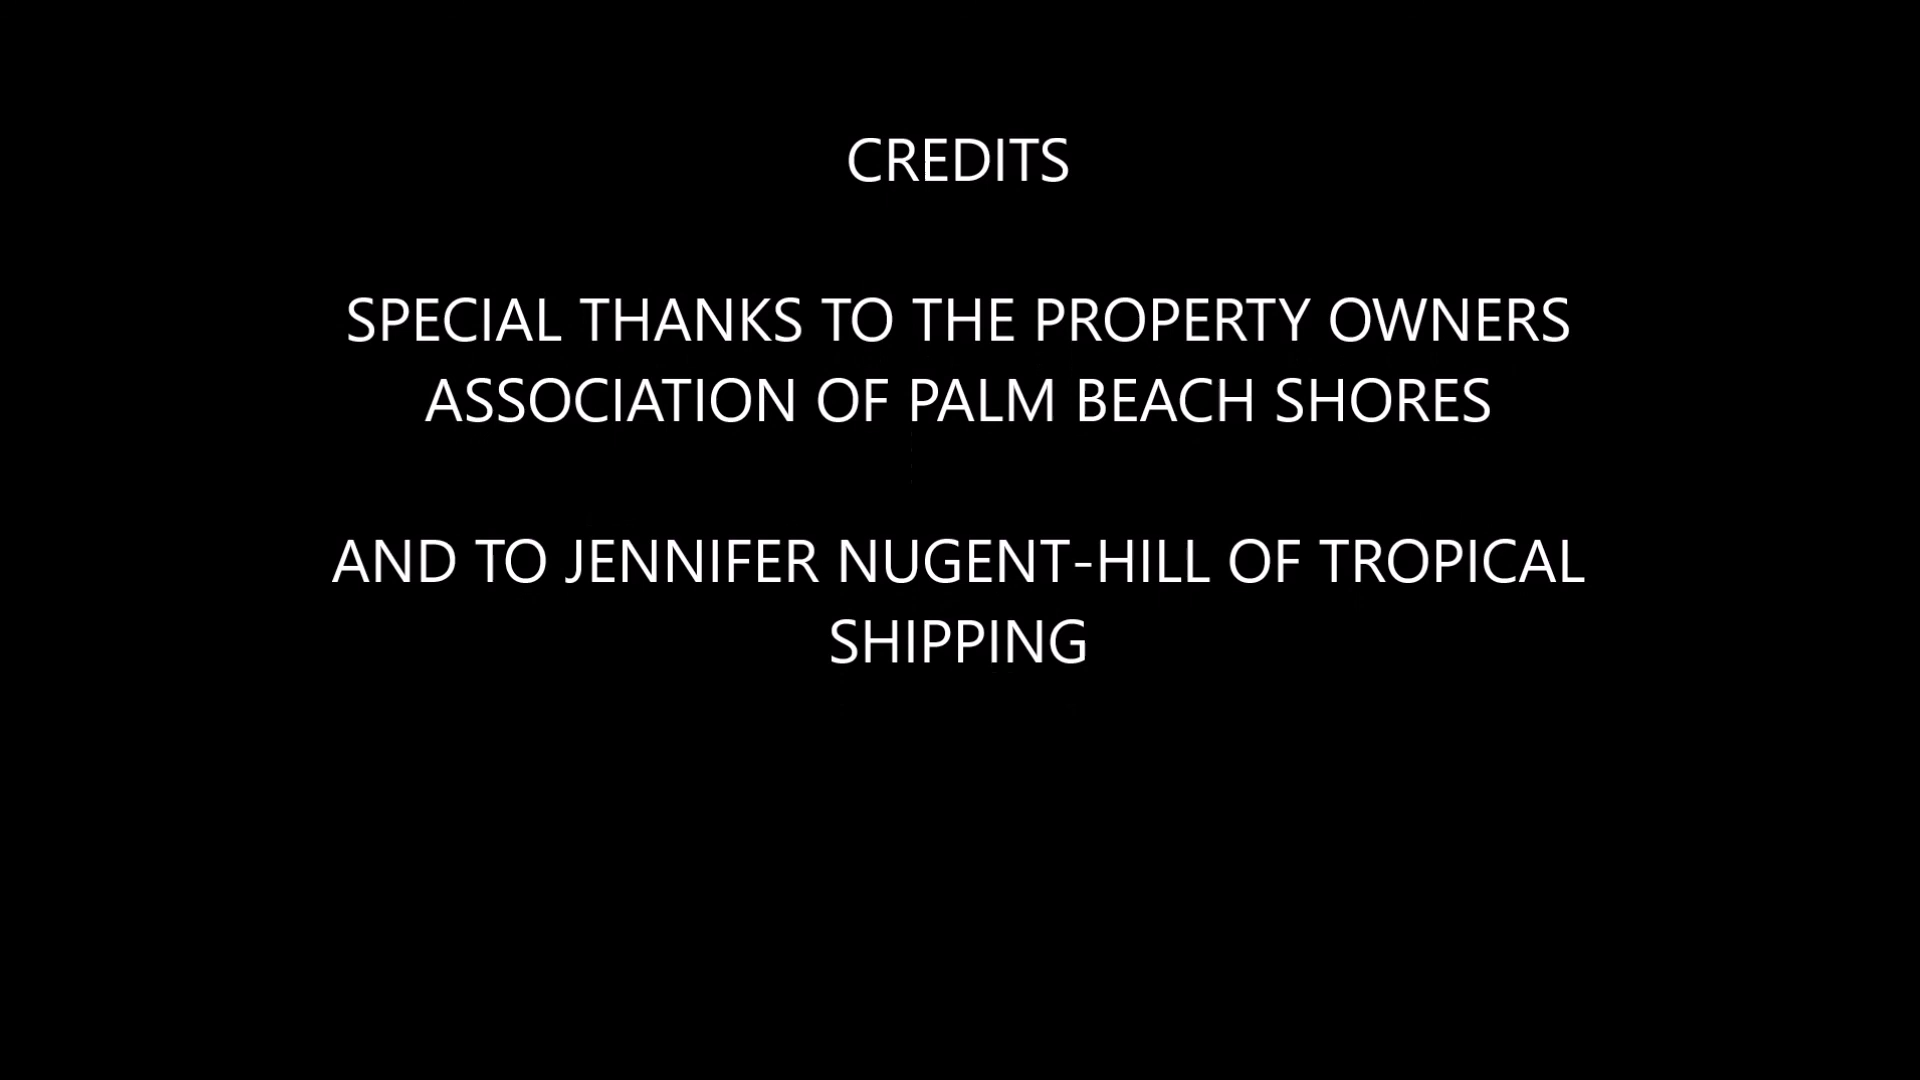 CREDITS
SPECIAL THANKS TO THE PROPERTY OWNERS
ASSOCIATION OF PALM BEACH SHORES
AND TO JENNIFER NUGENT-HILL OF TROPICAL
SHIPPING